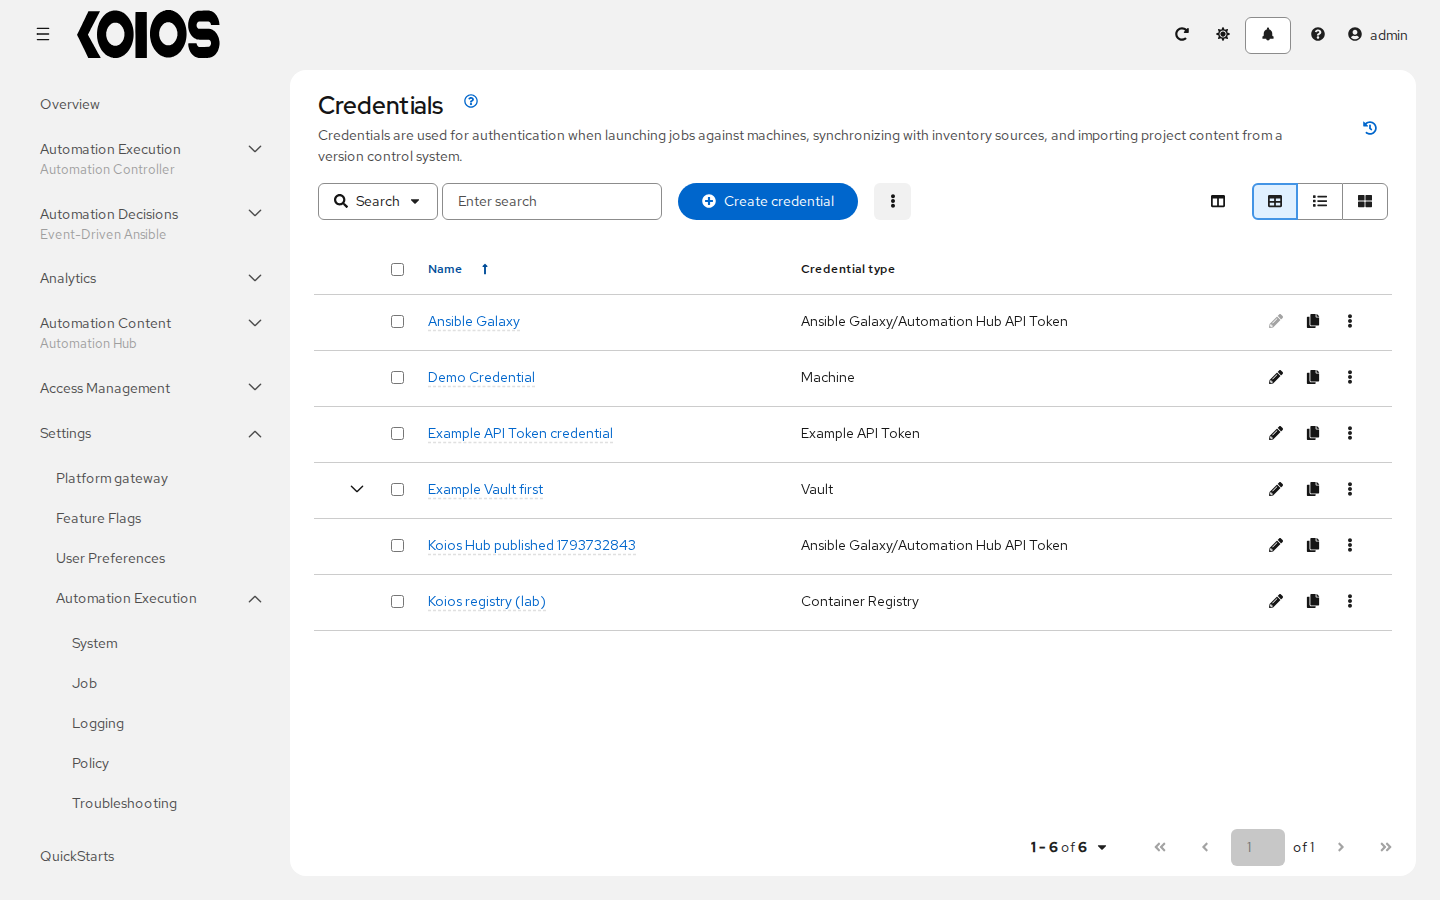 KOIOS
admin
Overview
Automation Execution
Automation Controller
Automation Decisions
Event-Driven Ansible
Analytics
Automation Content
Automation Hub
Access Management
Settings
Platform gateway
Feature Flags
User Preferences
Automation Execution
System
Job
Logging
Policy
Troubleshooting
QuickStarts
Credentials
Credentials are used for authentication when launching jobs against machines, synchronizing with inventory sources, and importing project content from a
version control system.
Search Enter search Create credential
Name Credential type
Ansible Galaxy Ansible Galaxy/Automation Hub API Token
Demo Credential Machine
Example API Token credential Example API Token
Example Vault first Vault
Koios Hub published 1793732843 Ansible Galaxy/Automation Hub API Token
Koios registry (lab) Container Registry
1 - 6 of 6 1 of 1